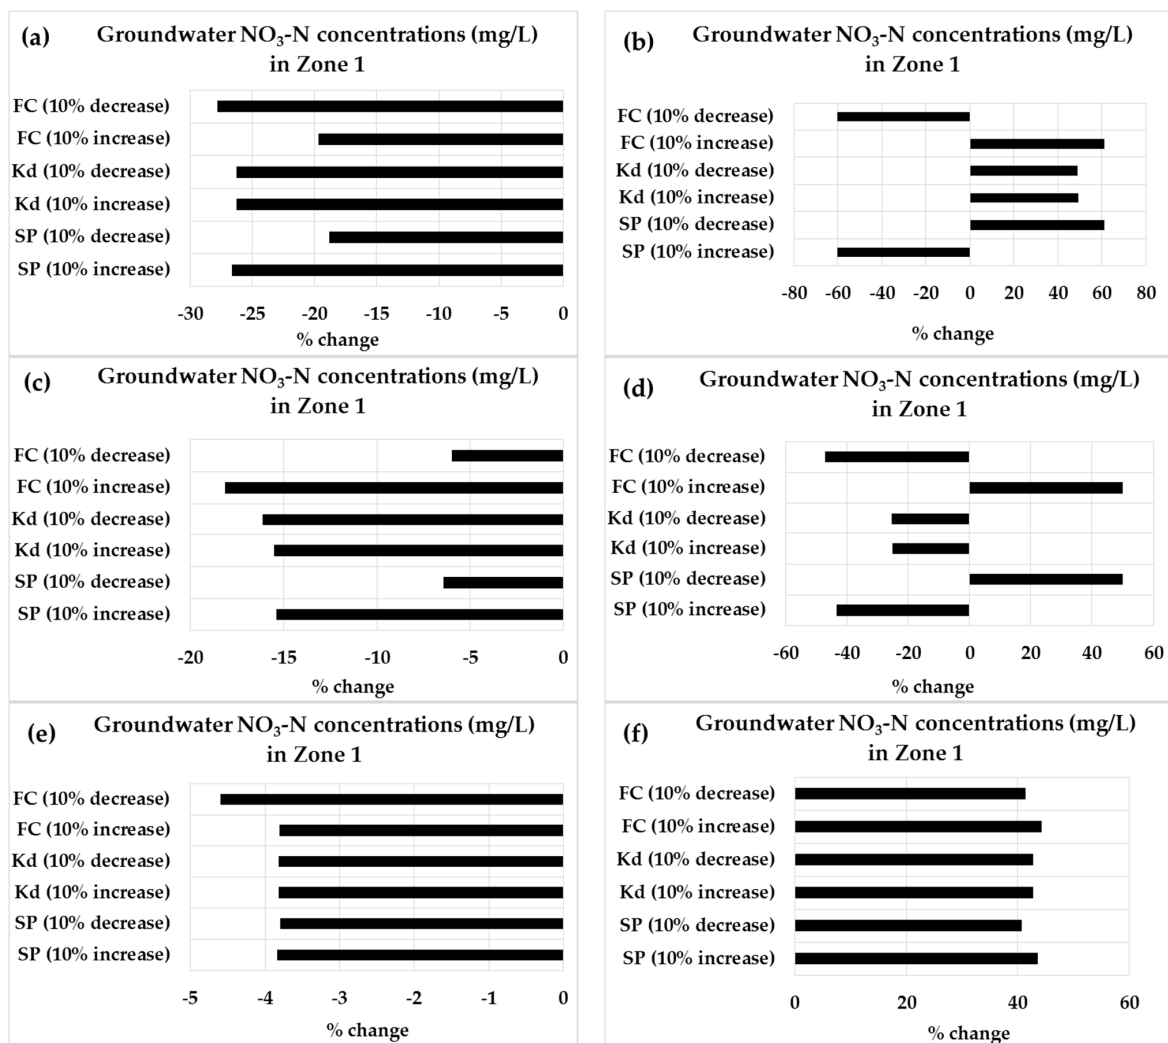 (a) Groundwater NO₃-N concentrations (mg/L)
in Zone 1
FC (10% decrease)
FC (10% increase)
Kd (10% decrease)
Kd (10% increase)
SP (10% decrease)
SP (10% increase)
-30 -25 -20 -15 -10 -5 0
% change
(b) Groundwater NO₃-N concentrations (mg/L)
in Zone 1
FC (10% decrease)
FC (10% increase)
Kd (10% decrease)
Kd (10% increase)
SP (10% decrease)
SP (10% increase)
-80 -60 -40 -20 0 20 40 60 80
% change
(c) Groundwater NO₃-N concentrations (mg/L)
in Zone 1
FC (10% decrease)
FC (10% increase)
Kd (10% decrease)
Kd (10% increase)
SP (10% decrease)
SP (10% increase)
-20 -15 -10 -5 0
% change
(d) Groundwater NO₃-N concentrations (mg/L)
in Zone 1
FC (10% decrease)
FC (10% increase)
Kd (10% decrease)
Kd (10% increase)
SP (10% decrease)
SP (10% increase)
-60 -40 -20 0 20 40 60
% change
(e) Groundwater NO₃-N concentrations (mg/L)
in Zone 1
FC (10% decrease)
FC (10% increase)
Kd (10% decrease)
Kd (10% increase)
SP (10% decrease)
SP (10% increase)
-5 -4 -3 -2 -1 0
% change
(f) Groundwater NO₃-N concentrations (mg/L)
in Zone 1
FC (10% decrease)
FC (10% increase)
Kd (10% decrease)
Kd (10% increase)
SP (10% decrease)
SP (10% increase)
0 20 40 60
% change